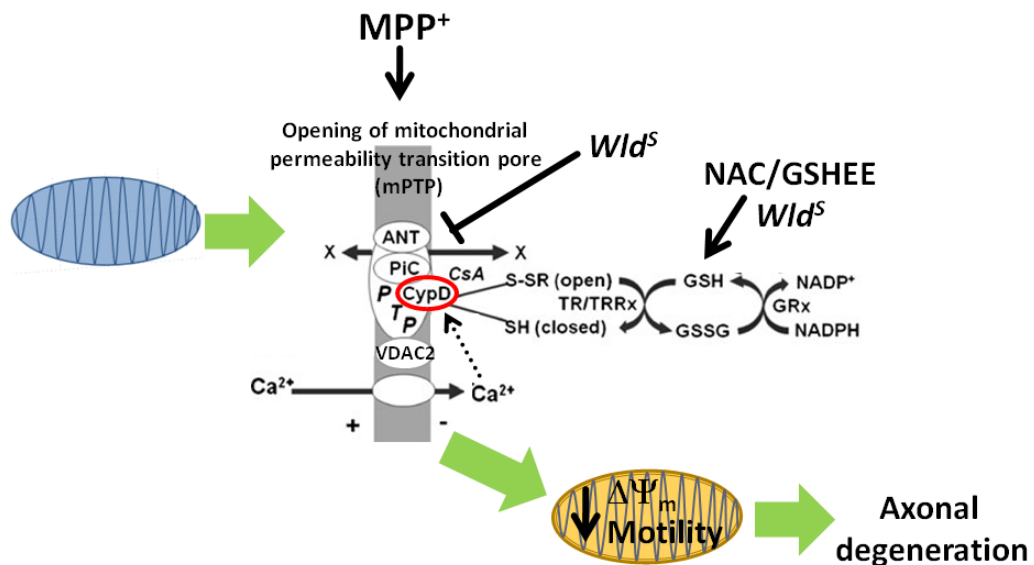 MPP⁺
Opening of mitochondrial
permeability transition pore
(mPTP)
Wldˢ
NAC/GSHEE
Wldˢ
ANT
X
X
PiC
CsA
CypD
P
T
P
S-SR (open)
TR/TRRx
SH (closed)
GSH
GSSG
NADP⁺
GRx
NADPH
VDAC2
Ca²⁺
Ca²⁺
+
-
ΔΨm
Motility
Axonal
degeneration